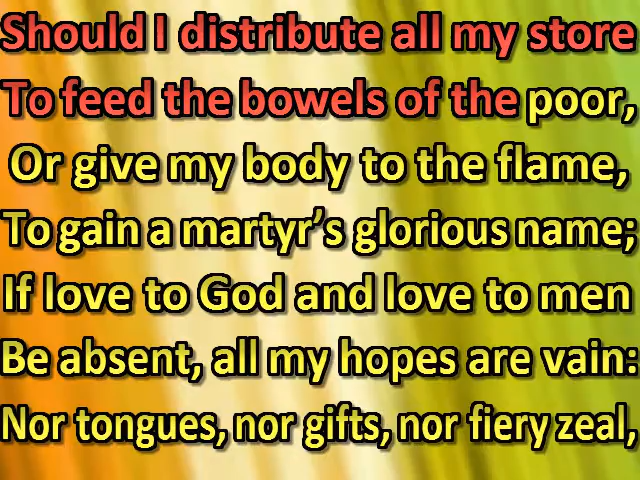 Should I distribute all my store
To feed the bowels of the poor,
Or give my body to the flame,
To gain a martyr's glorious name;
If love to God and love to men
Be absent, all my hopes are vain:
Nor tongues, nor gifts, nor fiery zeal,